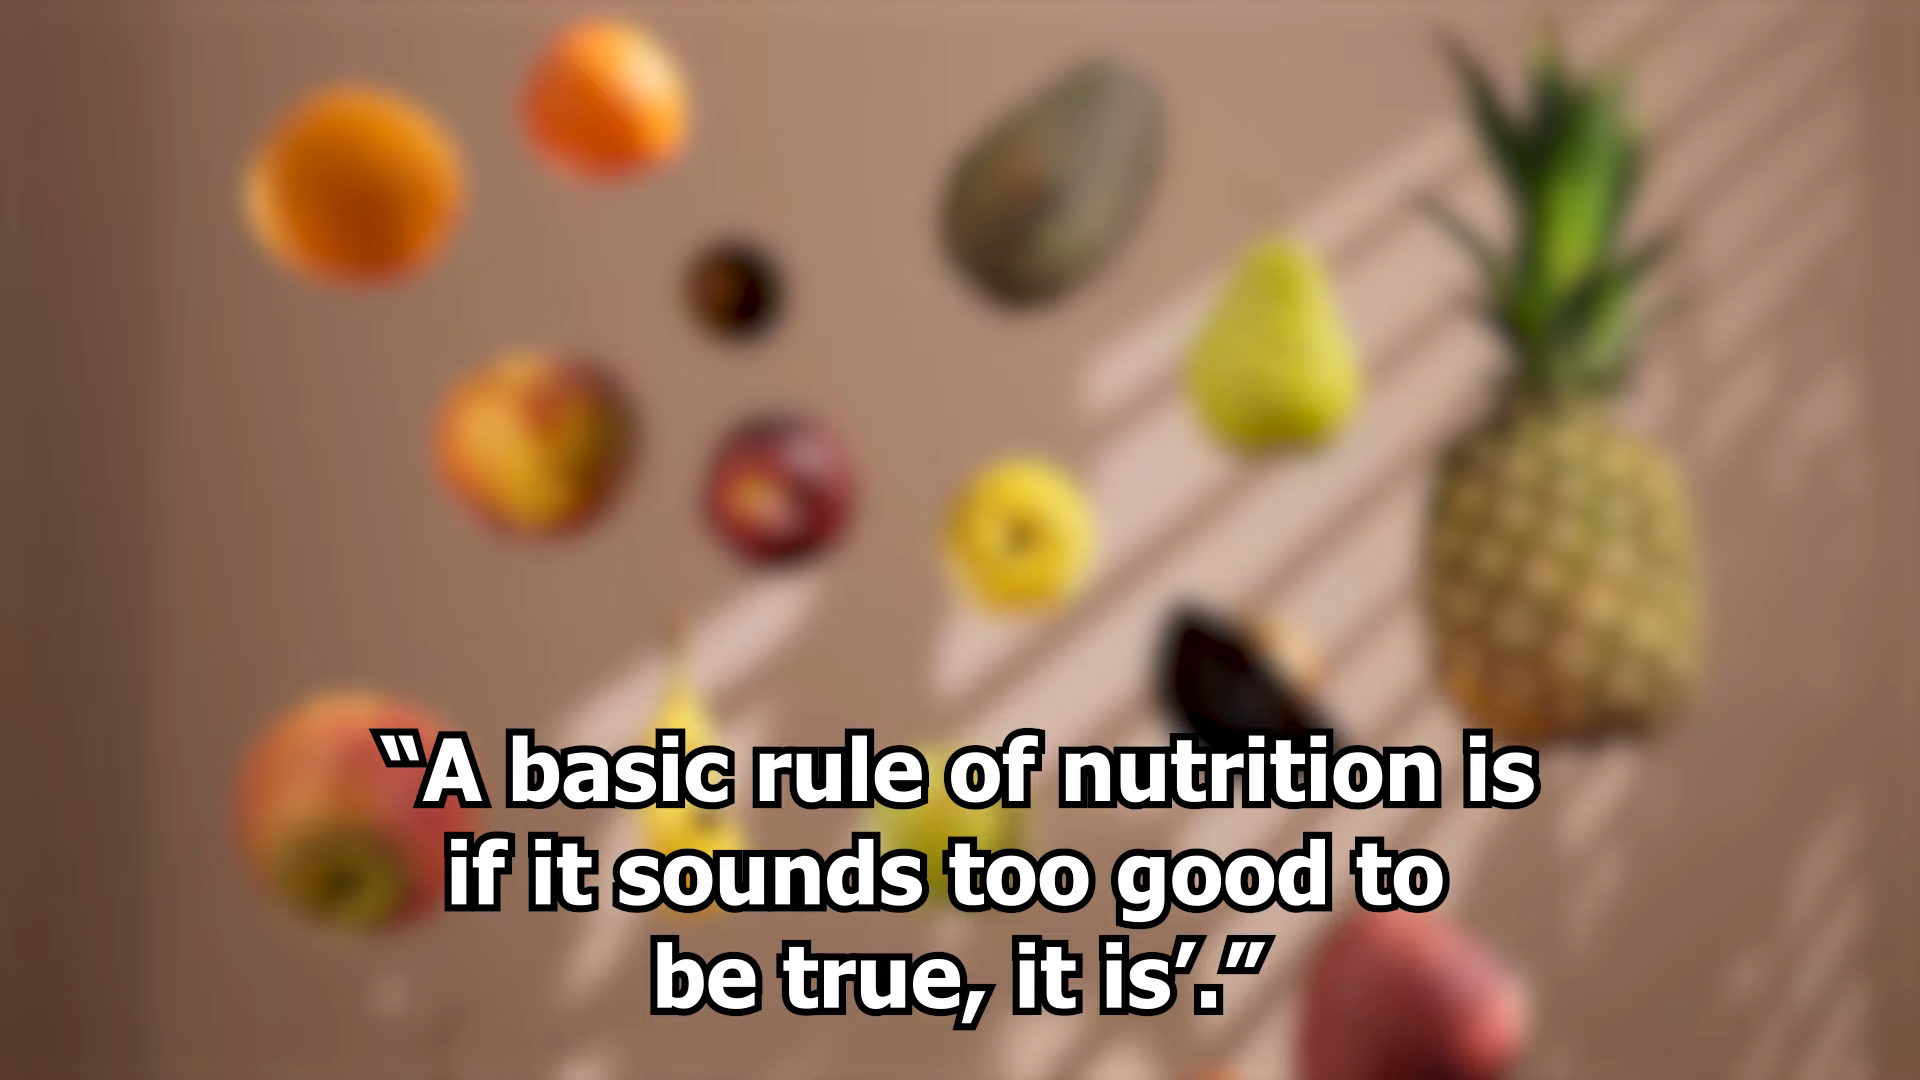 “A basic rule of nutrition is
if it sounds too good to
be true, it is’.”